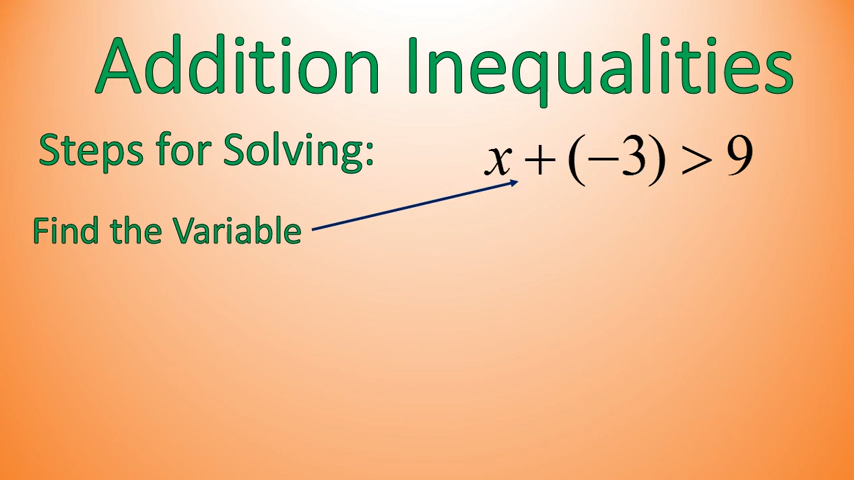 Addition Inequalities
Steps for Solving:
x + (−3) > 9
Find the Variable